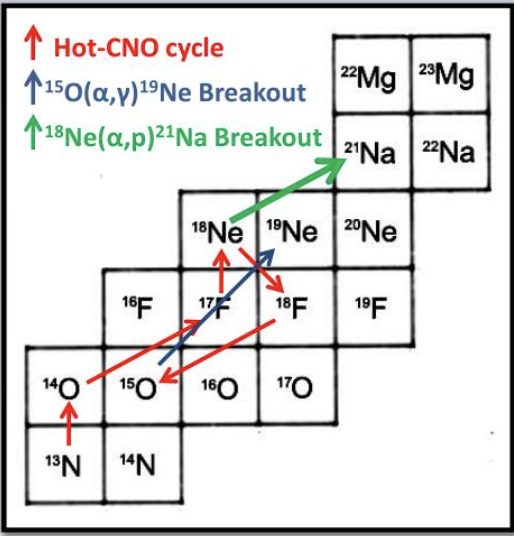 Hot-CNO cycle
¹⁵O(α,γ)¹⁹Ne Breakout
¹⁸Ne(α,p)²¹Na Breakout
²²Mg ²³Mg
²¹Na ²²Na
¹⁸Ne ¹⁹Ne ²⁰Ne
¹⁶F ¹⁷F ¹⁸F ¹⁹F
¹⁴O ¹⁵O ¹⁶O ¹⁷O
¹³N ¹⁴N